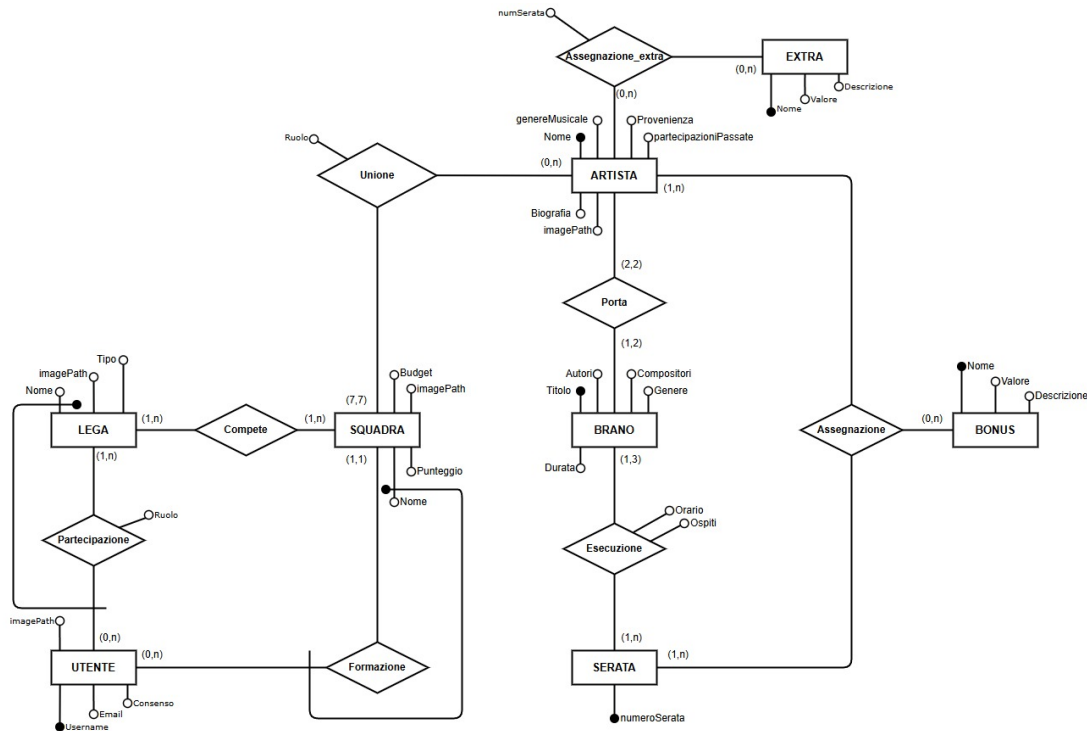 numSerata
Assegnazione_extra
EXTRA
(0,n)
Descrizione
Valore
Nome
(0,n)
genereMusicale
Provenienza
Nome
partecipazioniPassate
Ruolo
Unione
(0,n)
ARTISTA
(1,n)
Biografia
imagePath
(2,2)
Porta
(1,2)
Tipo
imagePath
Nome
Budget
imagePath
Autori
Compositori
Titolo
Genere
Nome
Valore
Descrizione
(7,7)
LEGA
(1,n)
Compete
(1,n)
SQUADRA
BRANO
Assegnazione
(0,n)
BONUS
(1,n)
(1,1)
Punteggio
Durata
(1,3)
Nome
Ruolo
Partecipazione
Orario
Ospiti
Esecuzione
imagePath
(0,n)
(1,n)
UTENTE
(0,n)
Formazione
SERATA
(1,n)
Consenso
Email
Username
numeroSerata